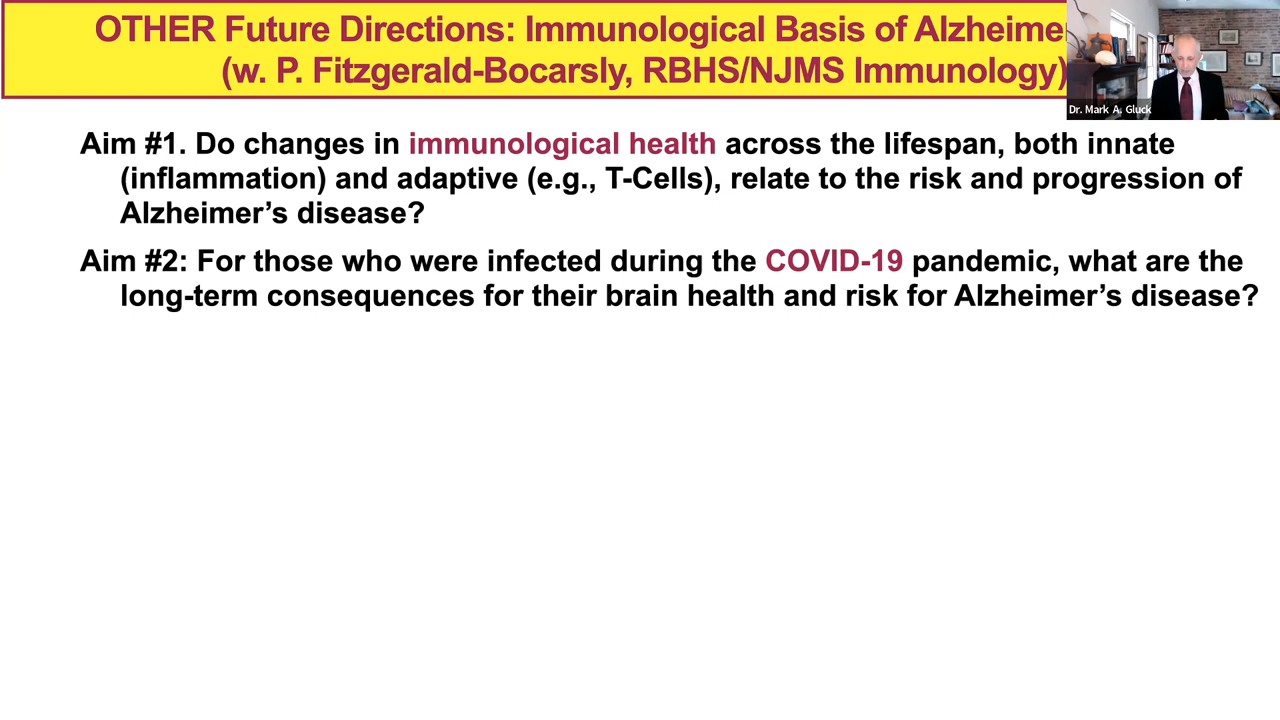 OTHER Future Directions: Immunological Basis of Alzheime
(w. P. Fitzgerald-Bocarsly, RBHS/NJMS Immunology)
Dr. Mark A. Gluck
Aim #1. Do changes in immunological health across the lifespan, both innate
(inflammation) and adaptive (e.g., T-Cells), relate to the risk and progression of
Alzheimer’s disease?
Aim #2: For those who were infected during the COVID-19 pandemic, what are the
long-term consequences for their brain health and risk for Alzheimer’s disease?